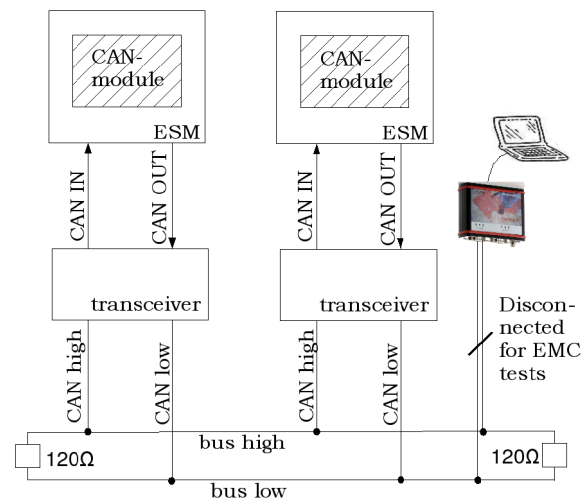 CAN-
module
ESM
CAN IN
CAN OUT
transceiver
CAN high
CAN low
CAN-
module
ESM
CAN IN
CAN OUT
transceiver
CAN high
CAN low
Discon-
nected
for EMC
tests
bus high
120Ω
120Ω
bus low